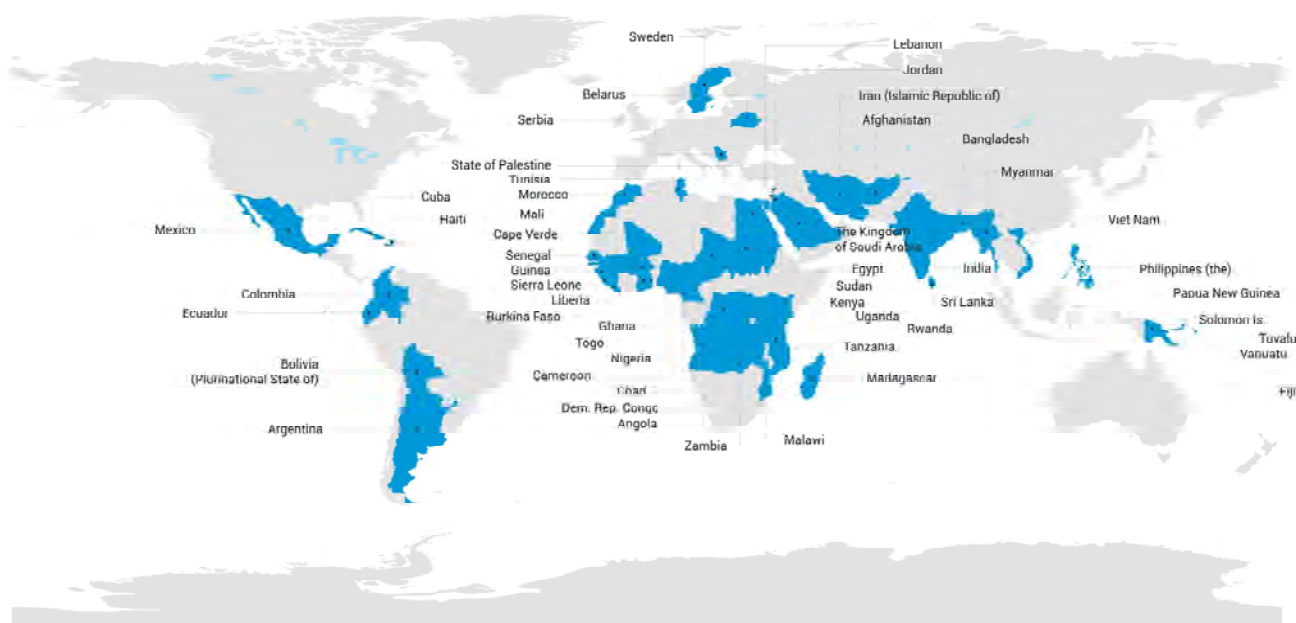 Sweden
Lebanon
Jordan
Belarus
Iran (Islamic Republic of)
Serbia
Afghanistan
Bangladesh
State of Palestine
Myanmar
Tunisia
Morocco
Cuba
Mali
Haiti
Viet Nam
Mexico
Cape Verde
The Kingdom
of Saudi Arabia
Senegal
Guinea
Egypt
India
Philippines (the)
Sierra Leone
Sudan
Colombia
Liberia
Kenya
Sri Lanka
Papua New Guinea
Ecuador
Burkina Faso
Uganda
Solomon Is.
Ghana
Rwanda
Togo
Tanzania
Tuvalu
Nigeria
Vanuatu
Bolivia
(Plurinational State of)
Cameroon
Madagascar
Chad
Fiji
Dem. Rep. Congo
Angola
Argentina
Zambia
Malawi